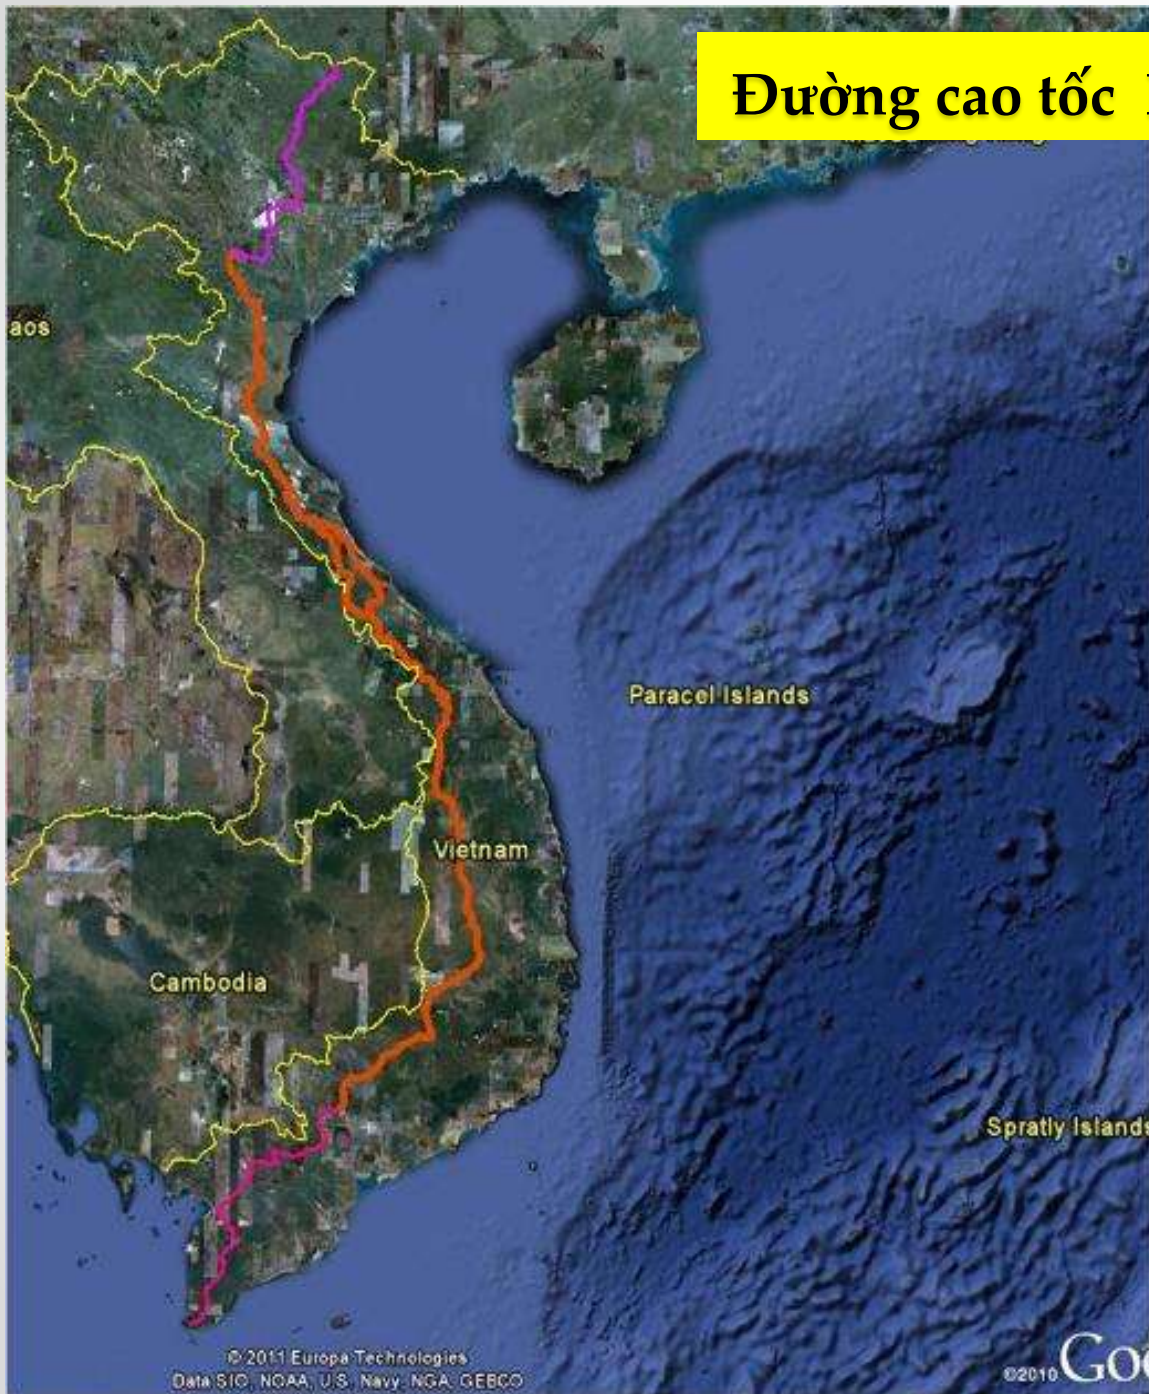 Đường cao tốc
aos
Paracel Islands
Vietnam
Cambodia
Spratly Islands
© 2011 Europa Technologies
Data SIO, NOAA, U.S. Navy, NGA, GEBCO
©2010 Goo